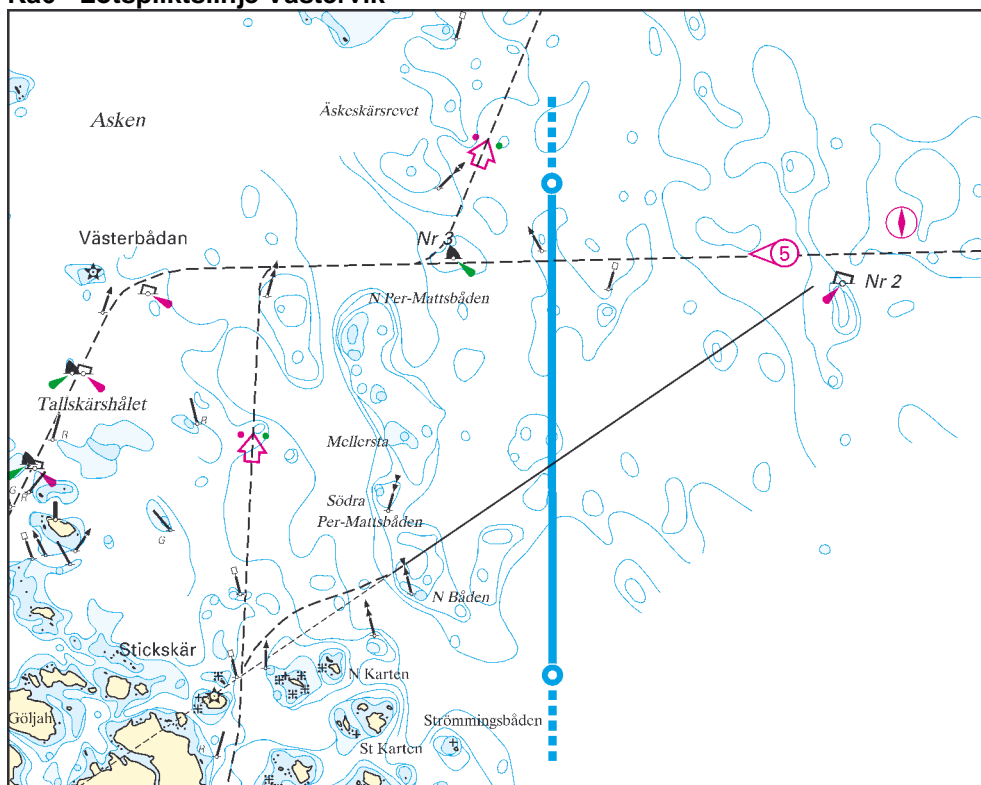 Asken
Äskeskärsrevet
Västerbådan
Nr 3
5
Nr 2
N Per-Mattsbåden
Tallskärshålet
R
R
Mellersta
G
R
Södra
Per-Mattsbåden
G
N Båden
Stickskär
N Karten
Göljah
Strömmingsbåden
St Karten
R